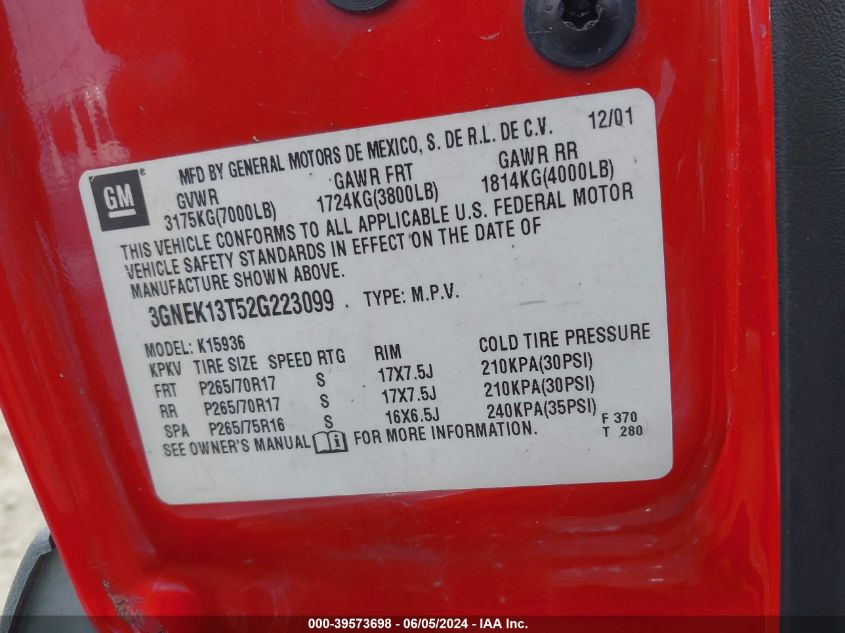 MFD BY GENERAL MOTORS DE MEXICO, S. DE R.L. DE C.V. 12/01
GM
GVWR GAWR FRT GAWR RR
3175KG(7000LB) 1724KG(3800LB) 1814KG(4000LB)
THIS VEHICLE CONFORMS TO ALL APPLICABLE U.S. FEDERAL MOTOR
VEHICLE SAFETY STANDARDS IN EFFECT ON THE DATE OF
MANUFACTURE SHOWN ABOVE.
3GNEK13T52G223099 TYPE: M.P.V.
MODEL: K15936
KPKV TIRE SIZE SPEED RTG RIM COLD TIRE PRESSURE
FRT P265/70R17 S 17X7.5J 210KPA(30PSI)
RR P265/70R17 S 17X7.5J 210KPA(30PSI)
SPA P265/75R16 S 16X6.5J 240KPA(35PSI)
SEE OWNER'S MANUAL FOR MORE INFORMATION.
F 370
T 280
000-39573698 - 06/05/2024 - IAA Inc.